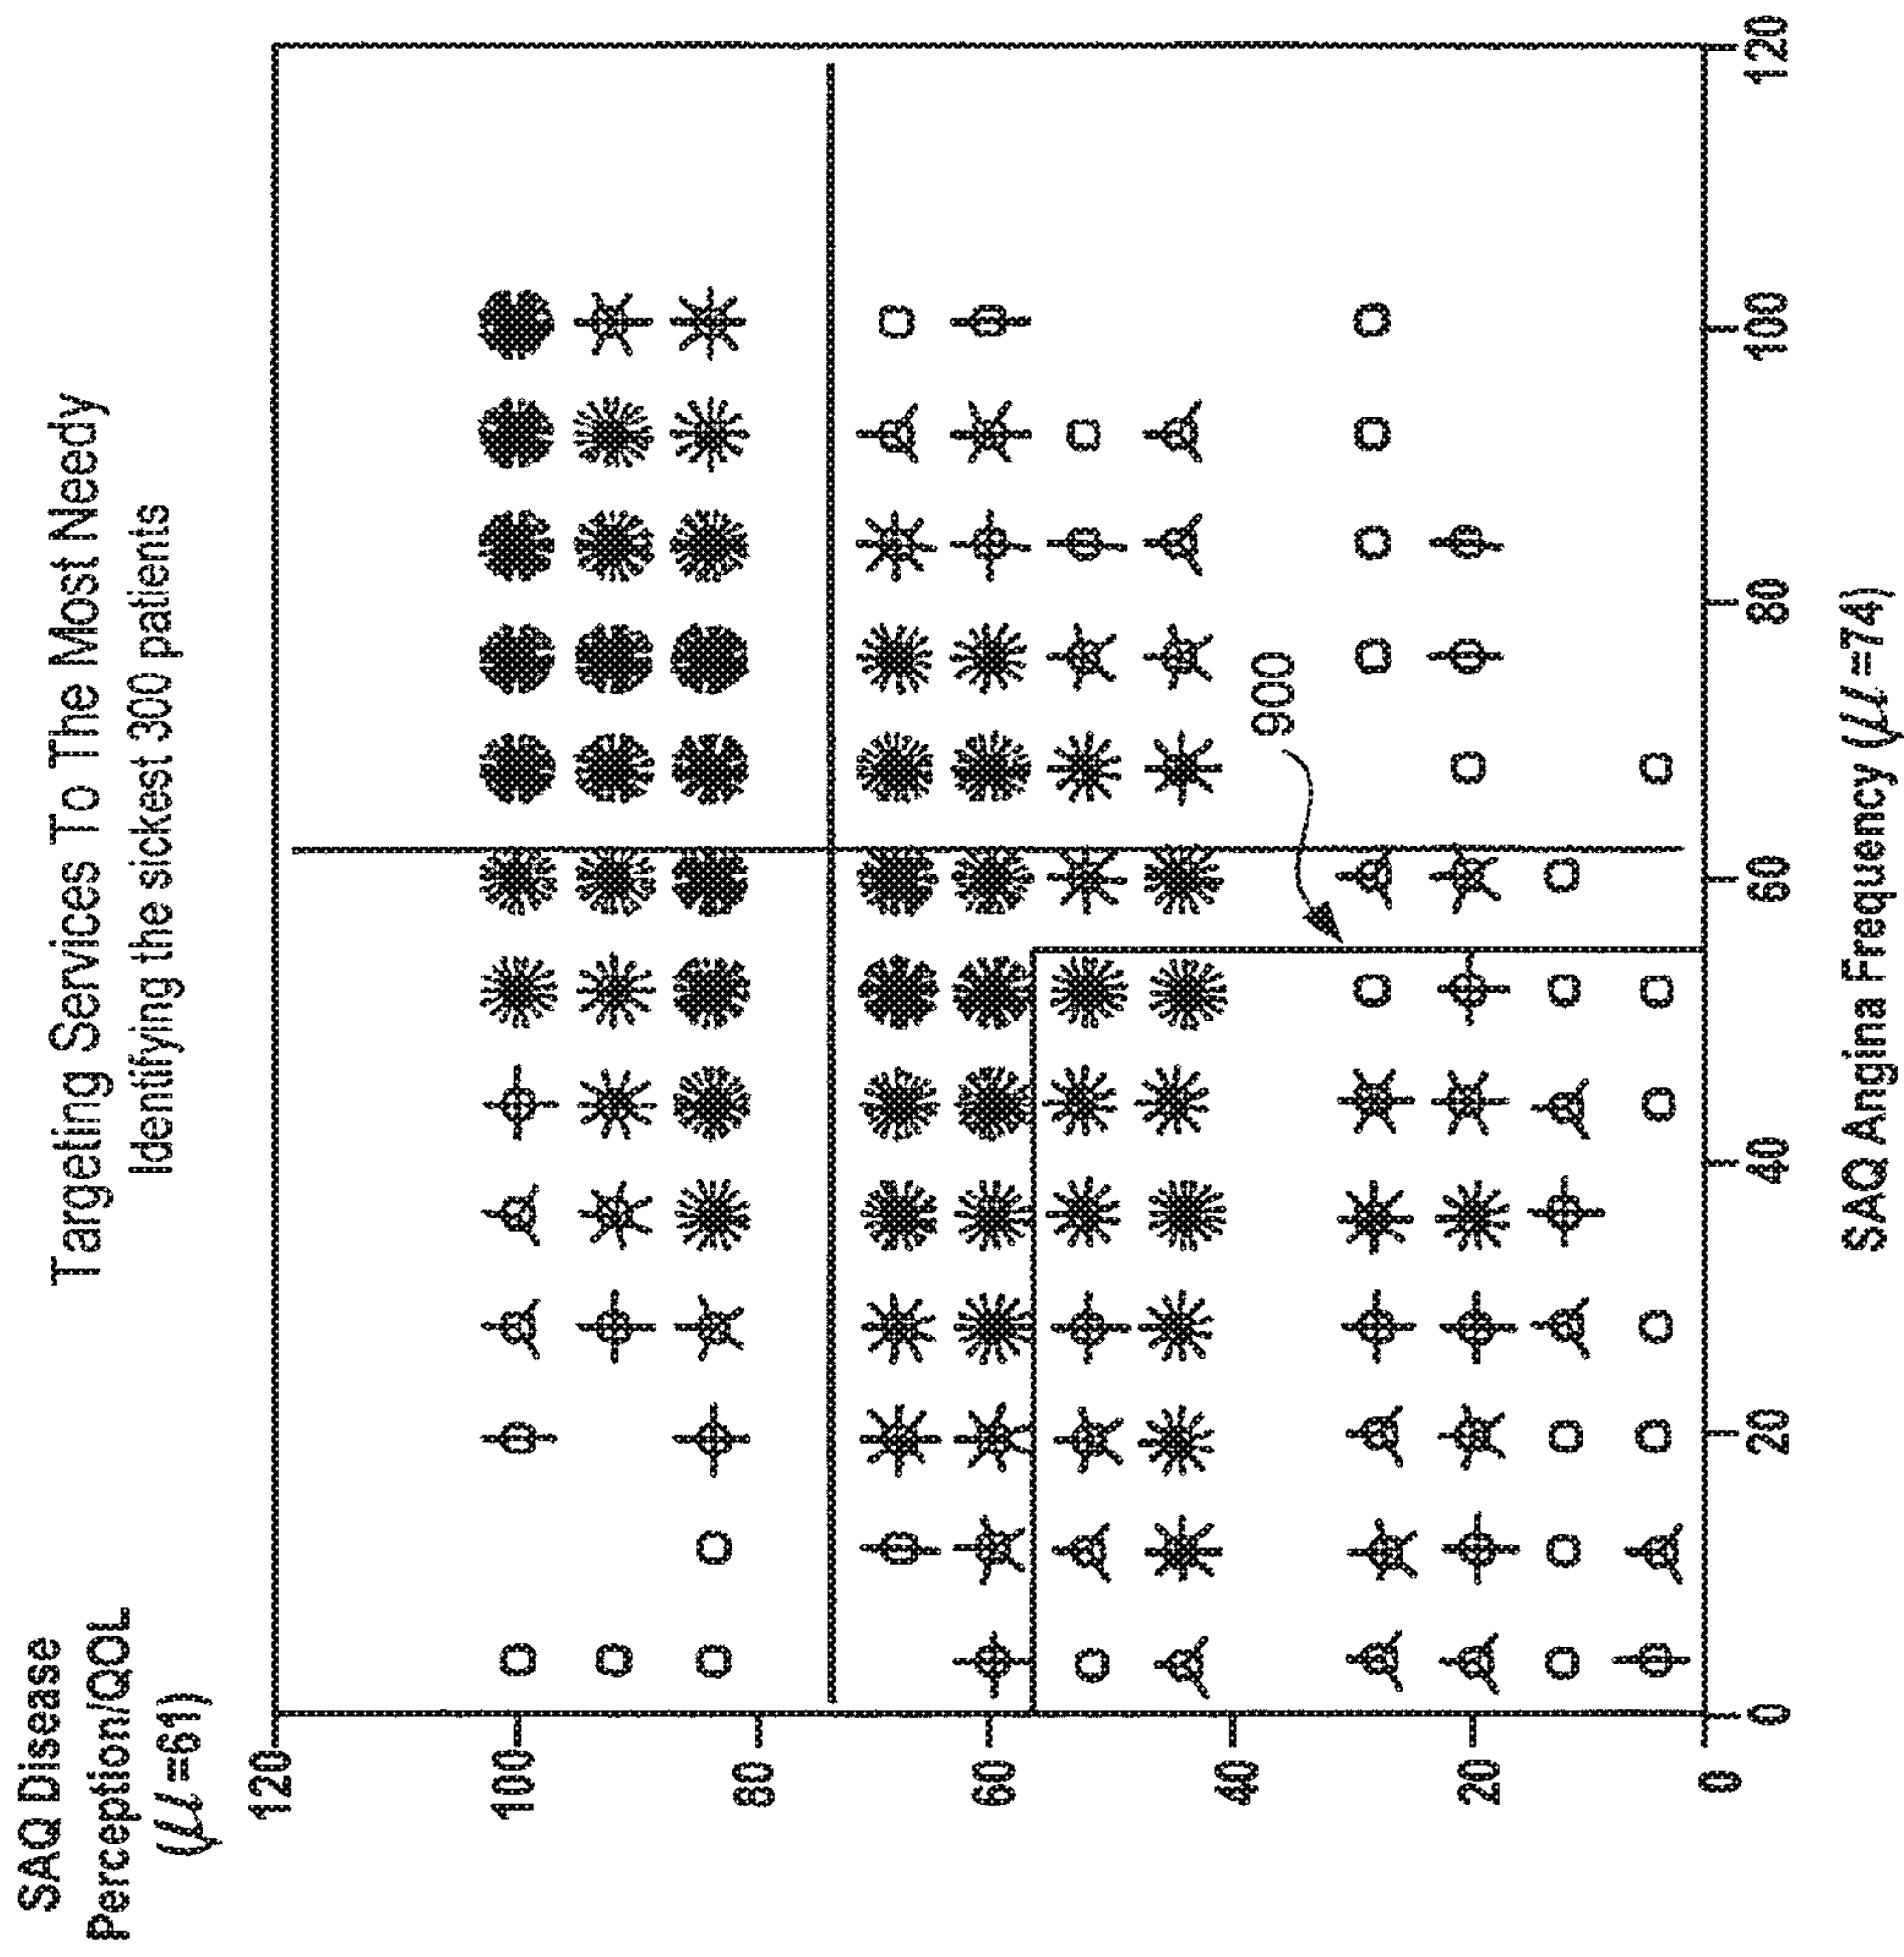 Targeting Services To The Most Needy
Identifying the sickest 300 patients
SAQ Disease
Perception/QOL
(μ=61)
120
100
80
60
40
20
0
900
0
20
40
60
80
100
120
SAQ Angina Frequency (μ=74)